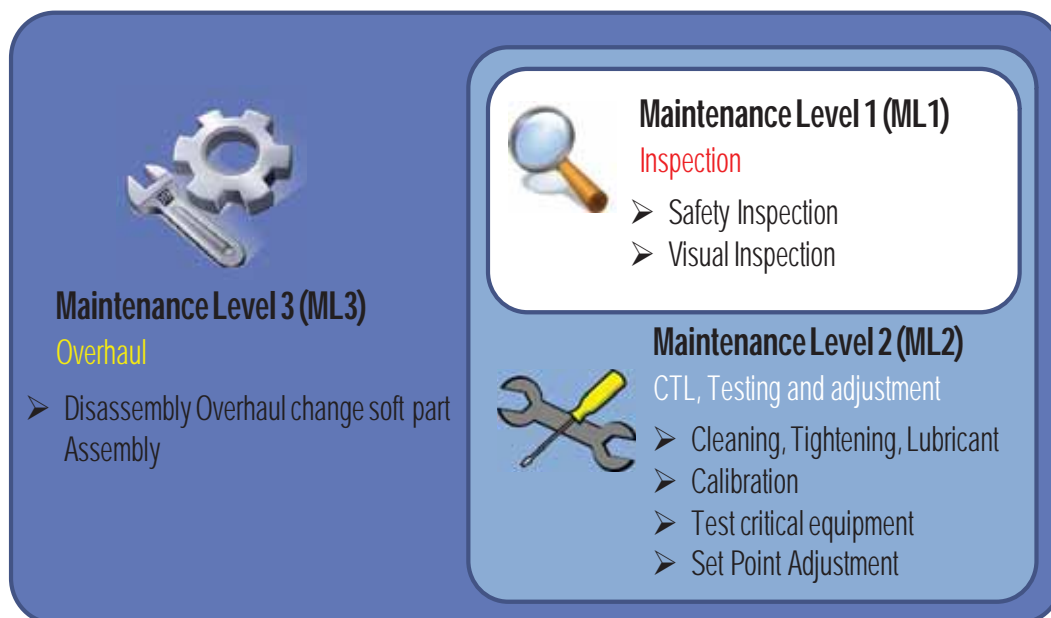 Maintenance Level 1 (ML1)
Inspection
➢ Safety Inspection
➢ Visual Inspection
Maintenance Level 3 (ML3)
Overhaul
➢ Disassembly Overhaul change soft part
Assembly
Maintenance Level 2 (ML2)
CTL, Testing and adjustment
➢ Cleaning, Tightening, Lubricant
➢ Calibration
➢ Test critical equipment
➢ Set Point Adjustment